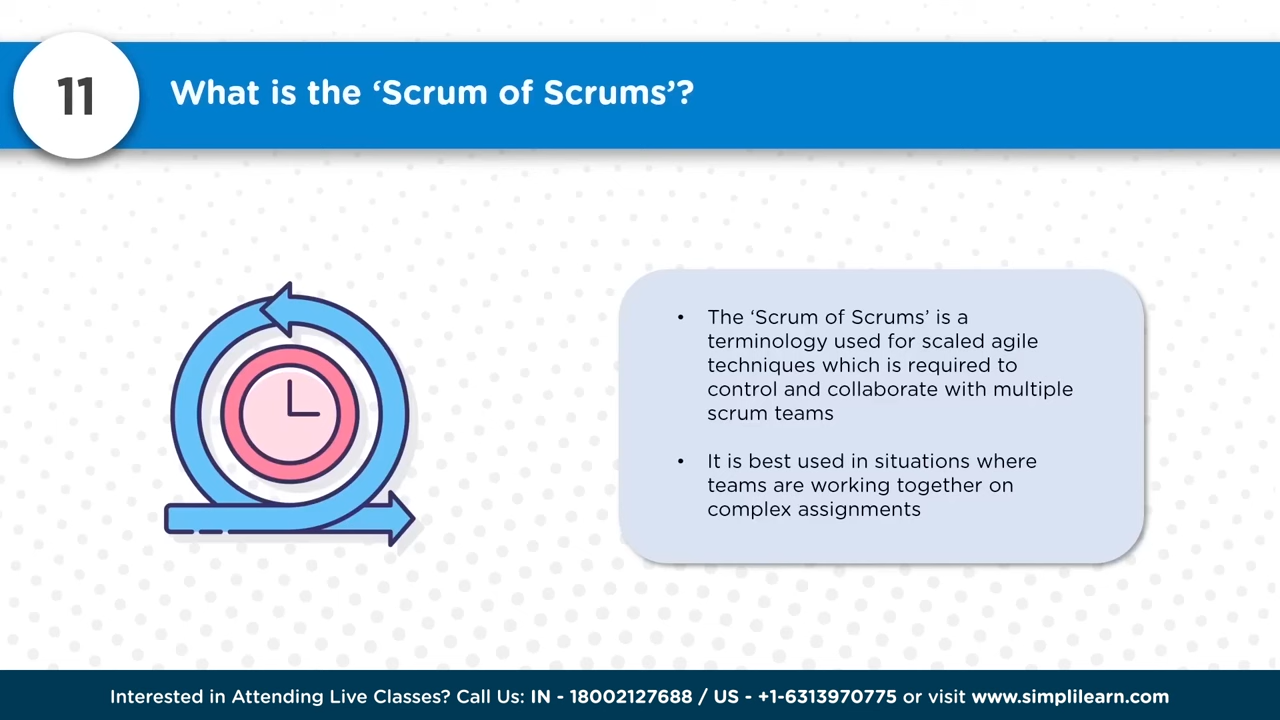 11
What is the ‘Scrum of Scrums’?
• The ‘Scrum of Scrums’ is a
terminology used for scaled agile
techniques which is required to
control and collaborate with multiple
scrum teams
• It is best used in situations where
teams are working together on
complex assignments
Interested in Attending Live Classes? Call Us: IN - 18002127688 / US - +1-6313970775 or visit www.simplilearn.com